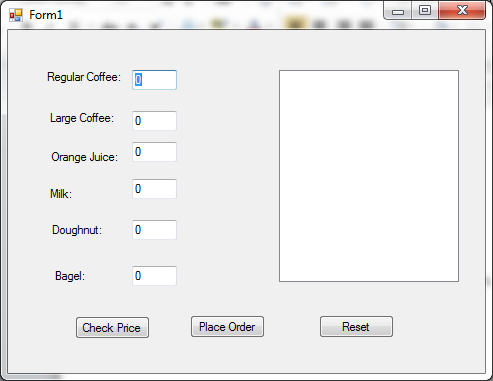 Form1
Regular Coffee: 0
Large Coffee: 0
Orange Juice: 0
Milk: 0
Doughnut: 0
Bagel: 0
Check Price Place Order Reset